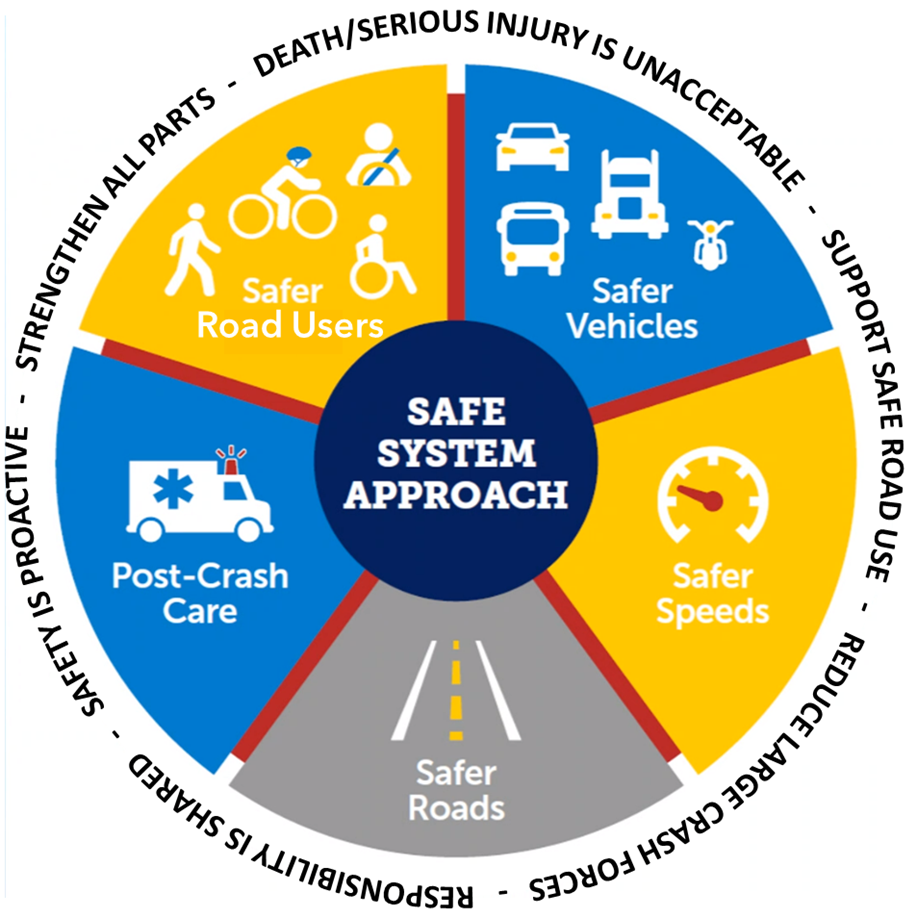 DEATH/SERIOUS INJURY IS UNACCEPTABLE - SUPPORT SAFE ROAD USE - REDUCE LARGE CRASH FORCES - RESPONSIBILITY IS SHARED - SAFETY IS PROACTIVE - STRENGTHEN ALL PARTS -
Safer
Road Users
Safer
Vehicles
SAFE
SYSTEM
APPROACH
Post-Crash
Care
Safer
Speeds
Safer
Roads